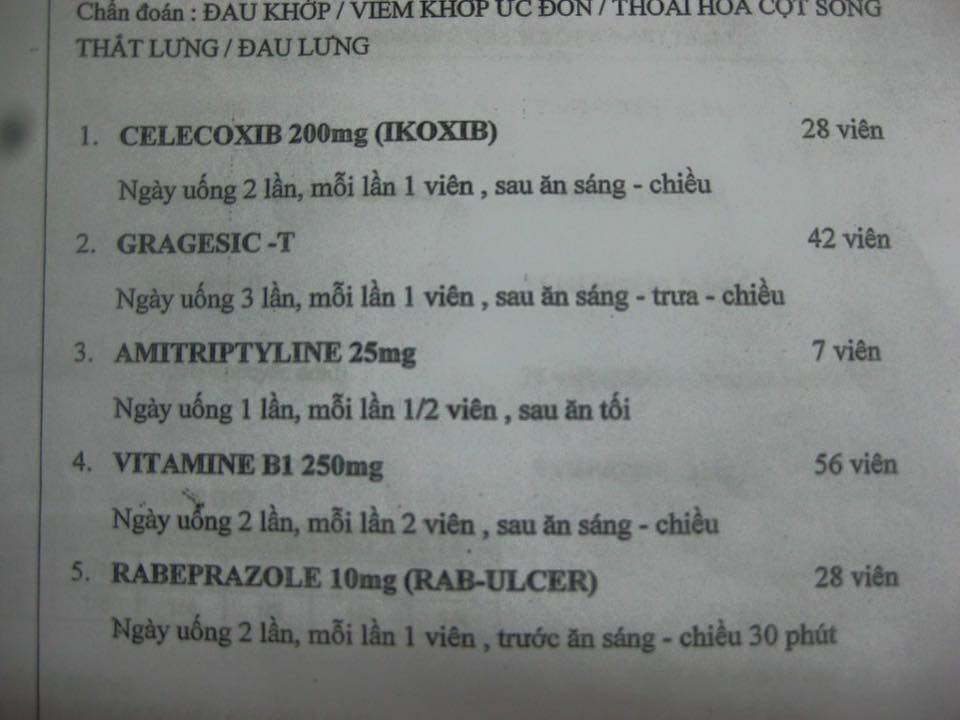 Chẩn đoán : ĐAU KHỚP / VIÊM KHỚP ỨC ĐÒN / THOÁI HÓA CỘT SỐNG
THẮT LƯNG / ĐAU LƯNG
1. CELECOXIB 200mg (IKOXIB) 28 viên
Ngày uống 2 lần, mỗi lần 1 viên , sau ăn sáng - chiều
2. GRAGESIC -T 42 viên
Ngày uống 3 lần, mỗi lần 1 viên , sau ăn sáng - trưa - chiều
3. AMITRIPTYLINE 25mg 7 viên
Ngày uống 1 lần, mỗi lần 1/2 viên , sau ăn tối
4. VITAMINE B1 250mg 56 viên
Ngày uống 2 lần, mỗi lần 2 viên , sau ăn sáng - chiều
5. RABEPRAZOLE 10mg (RAB-ULCER) 28 viên
Ngày uống 2 lần, mỗi lần 1 viên , trước ăn sáng - chiều 30 phút